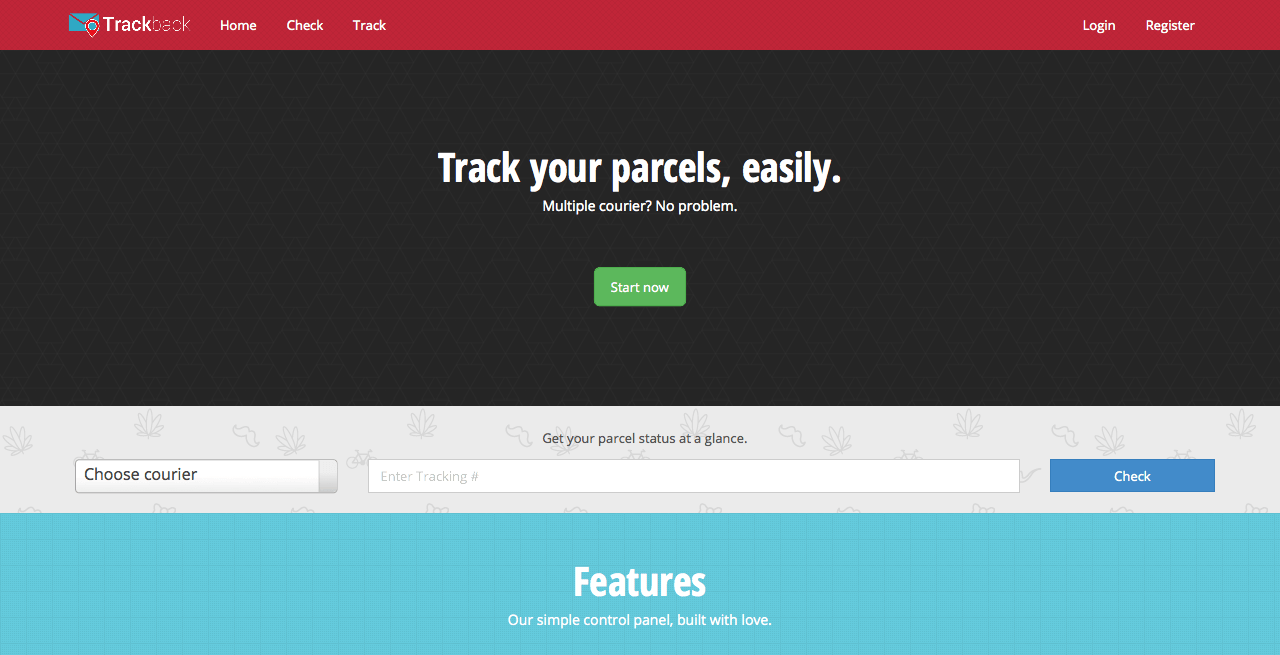 Trackback
Home
Check
Track
Login
Register
Track your parcels, easily.
Multiple courier? No problem.
Start now
Get your parcel status at a glance.
Choose courier
Enter Tracking #
Check
Features
Our simple control panel, built with love.